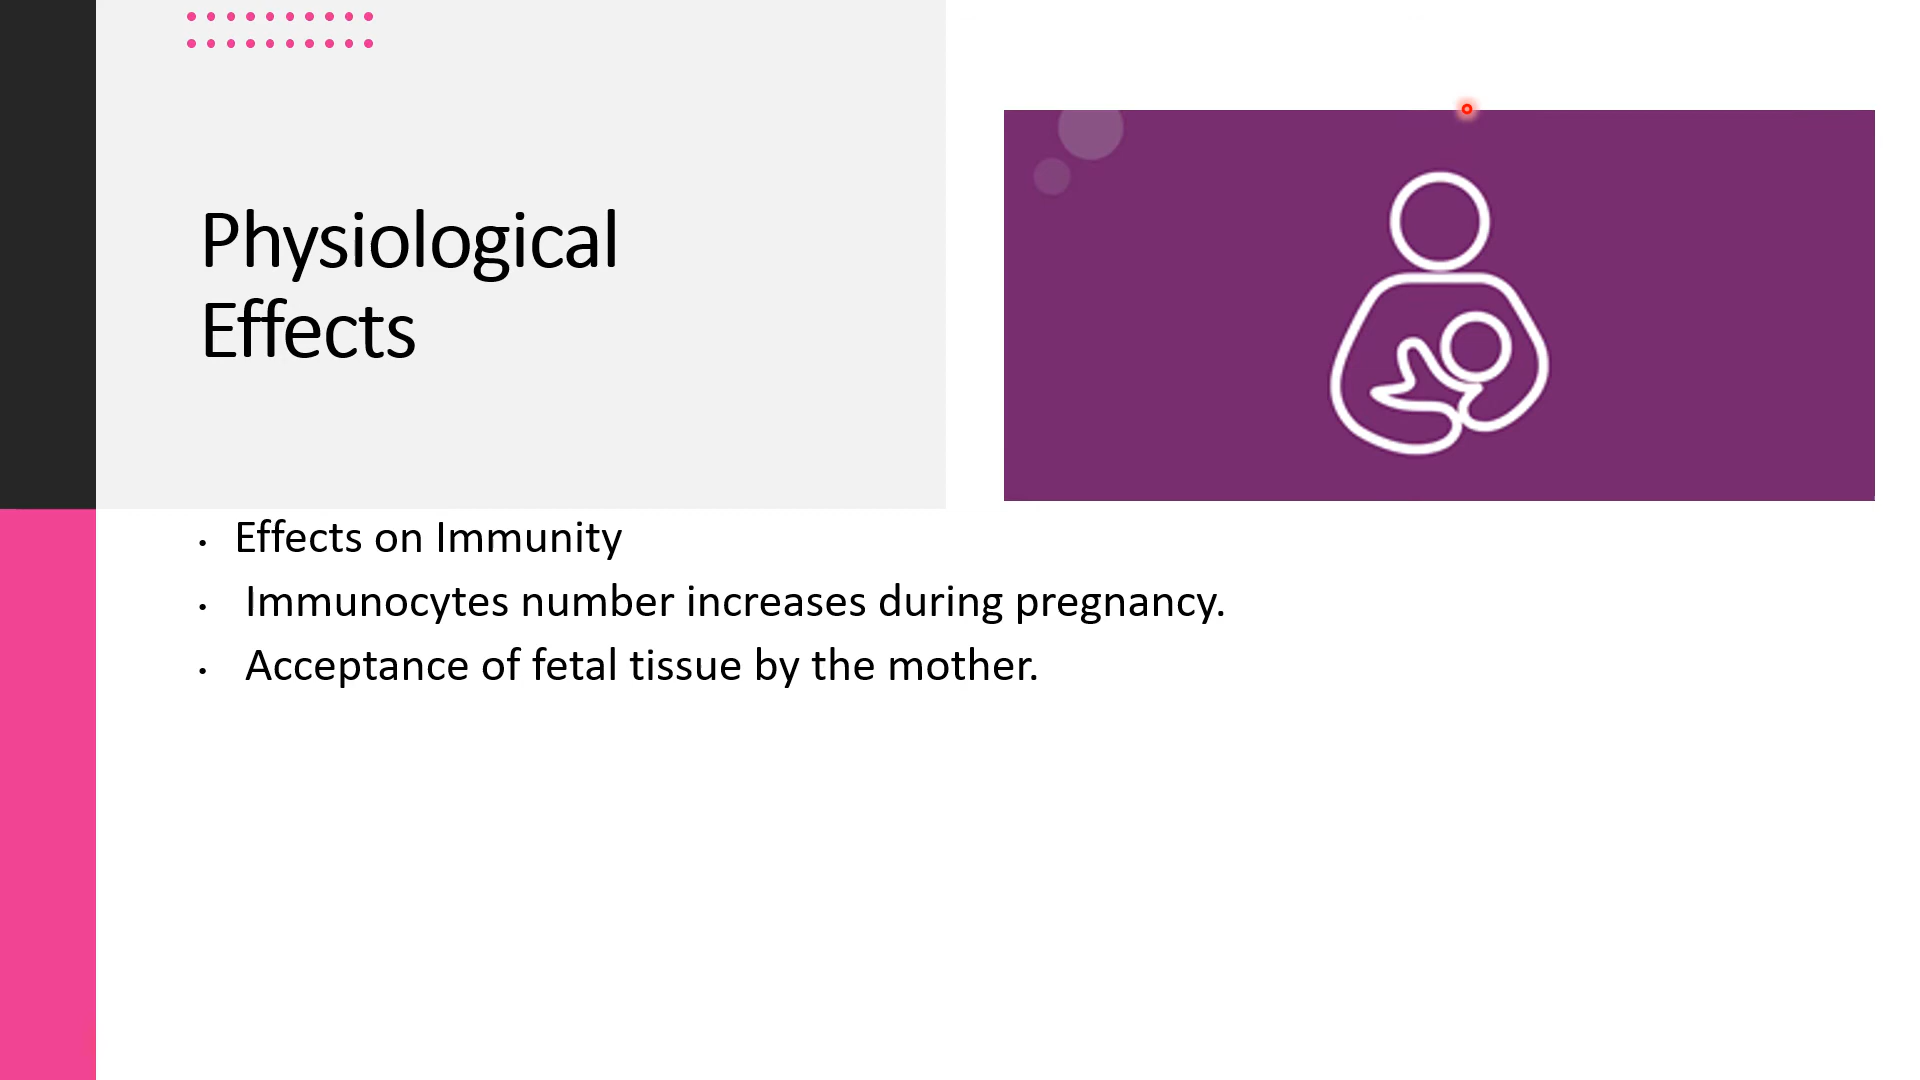 Physiological
Effects
• Effects on Immunity
• Immunocytes number increases during pregnancy.
• Acceptance of fetal tissue by the mother.